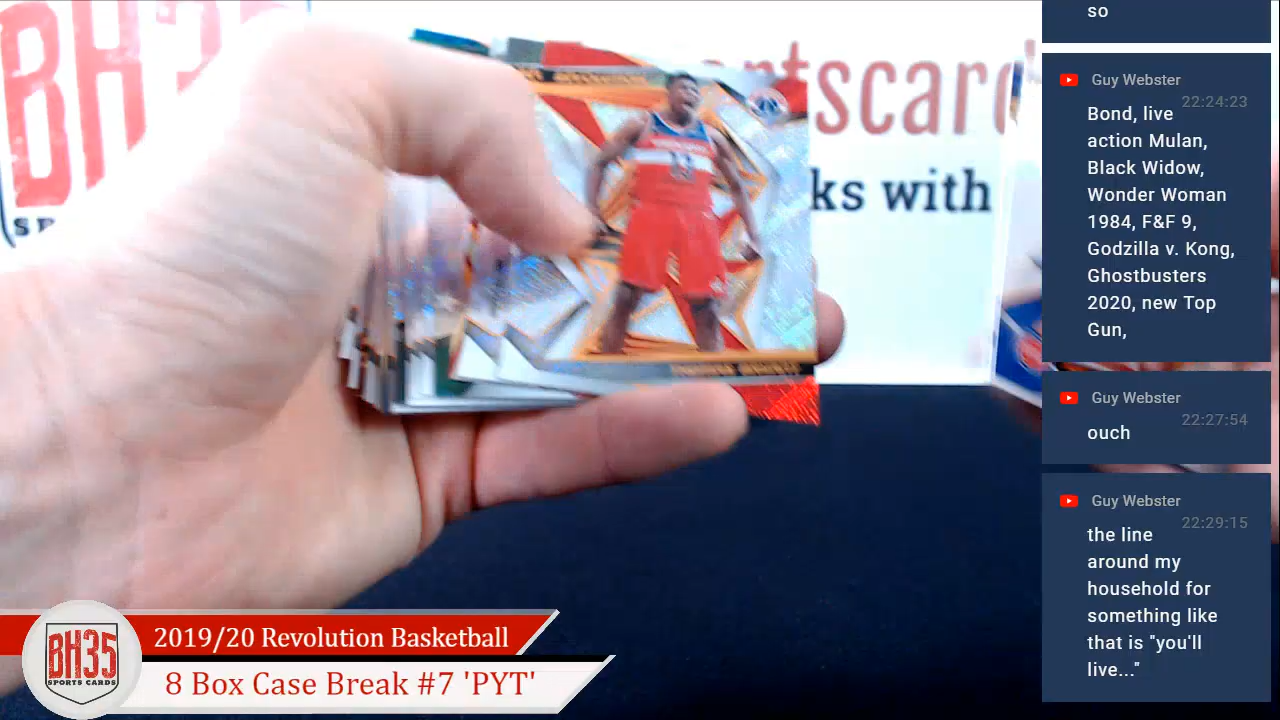 BH35
SP
rtscard
ks with
so
Guy Webster
22:24:23
Bond, live
action Mulan,
Black Widow,
Wonder Woman
1984, F&F 9,
Godzilla v. Kong,
Ghostbusters
2020, new Top
Gun,
Guy Webster
22:27:54
ouch
Guy Webster
22:29:15
the line
around my
household for
something like
that is "you'll
live..."
BH35
SPORTS CARDS
2019/20 Revolution Basketball
8 Box Case Break #7 'PYT'